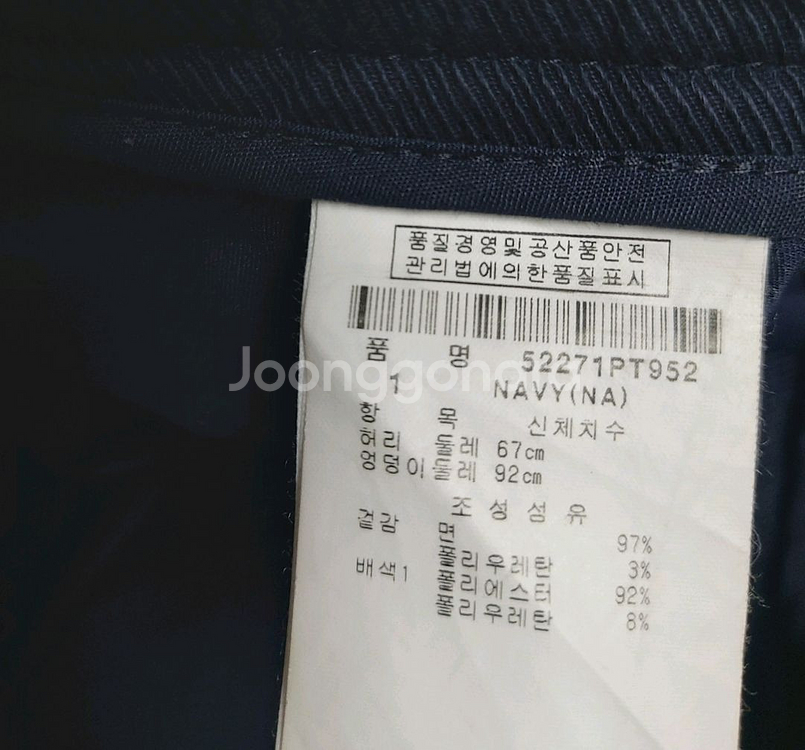 품질경영및공산품안전
관리법에의한품질표시
품 명 52271PT952
Joonggona
1 NAVY(NA)
항 목 신체치수
허리 둘레 67cm
엉덩이둘레 92cm
조성섬유
겉감 면 97%
폴리우레탄 3%
배색1 폴리에스터 92%
폴리우레탄 8%